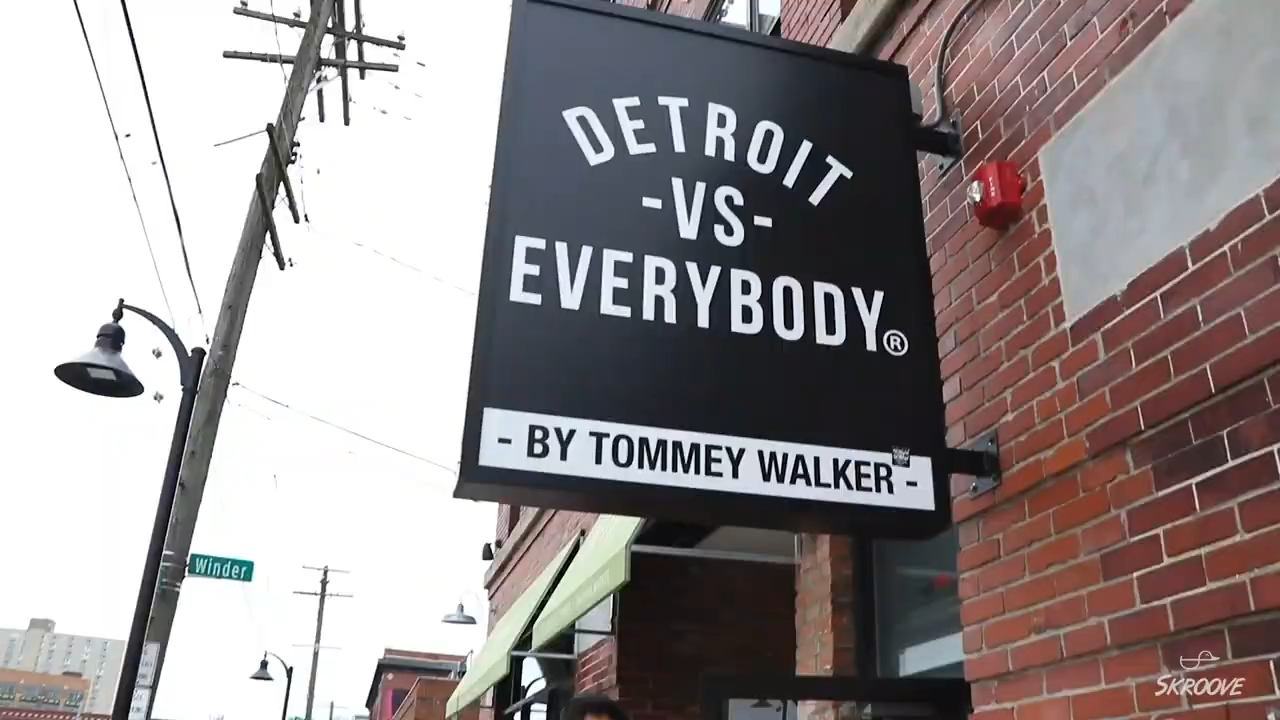 DETROIT
-VS-
EVERYBODY®
- BY TOMMEY WALKER -
Winder
SKROOVE